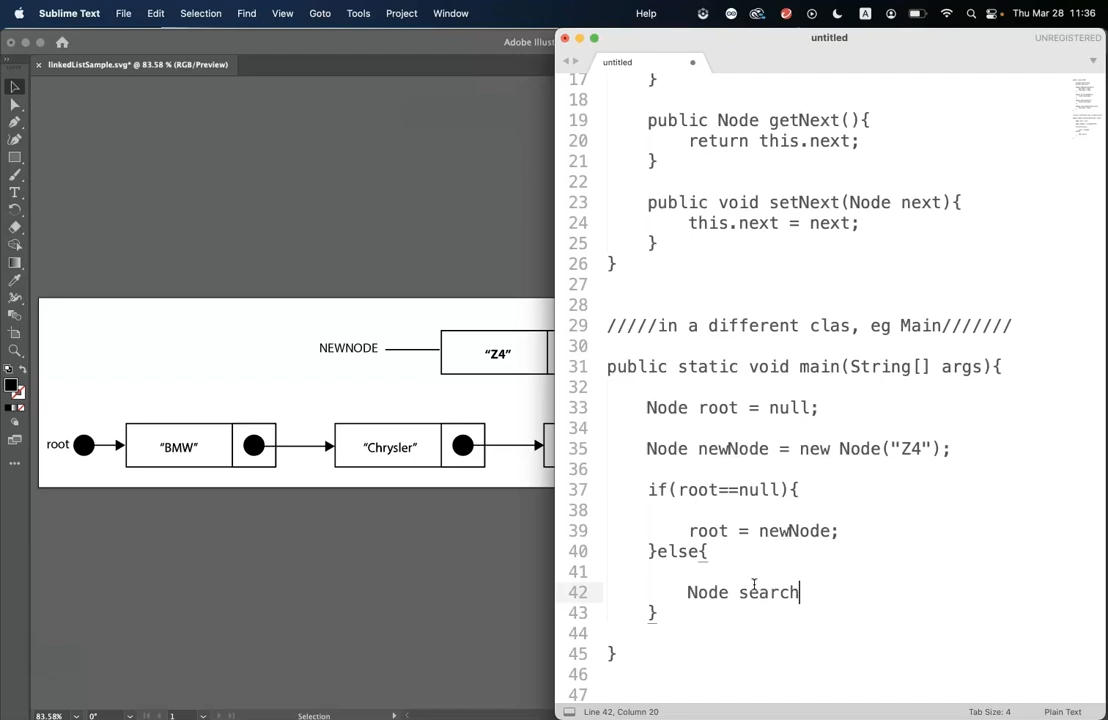 Sublime Text File Edit Selection Find View Goto Tools Project Window Help A Thu Mar 28 11:36
Adobe Illust
× linkedListSample.svg* @ 83.58 % (RGB/Preview)
NEWNODE
“Z4”
root
“BMW”
“Chrysler”
83.58% 0° 1 Selection
untitled
UNREGISTERED
untitled
17 }
18
19 public Node getNext(){
20 return this.next;
21 }
22
23 public void setNext(Node next){
24 this.next = next;
25 }
26 }
27
28
29 /////in a different clas, eg Main///////
30
31 public static void main(String[] args){
32
33 Node root = null;
34
35 Node newNode = new Node("Z4");
36
37 if(root==null){
38
39 root = newNode;
40 }else{
41
42 Node search
43 }
44
45 }
46
47
Line 42, Column 20 Tab Size: 4 Plain Text